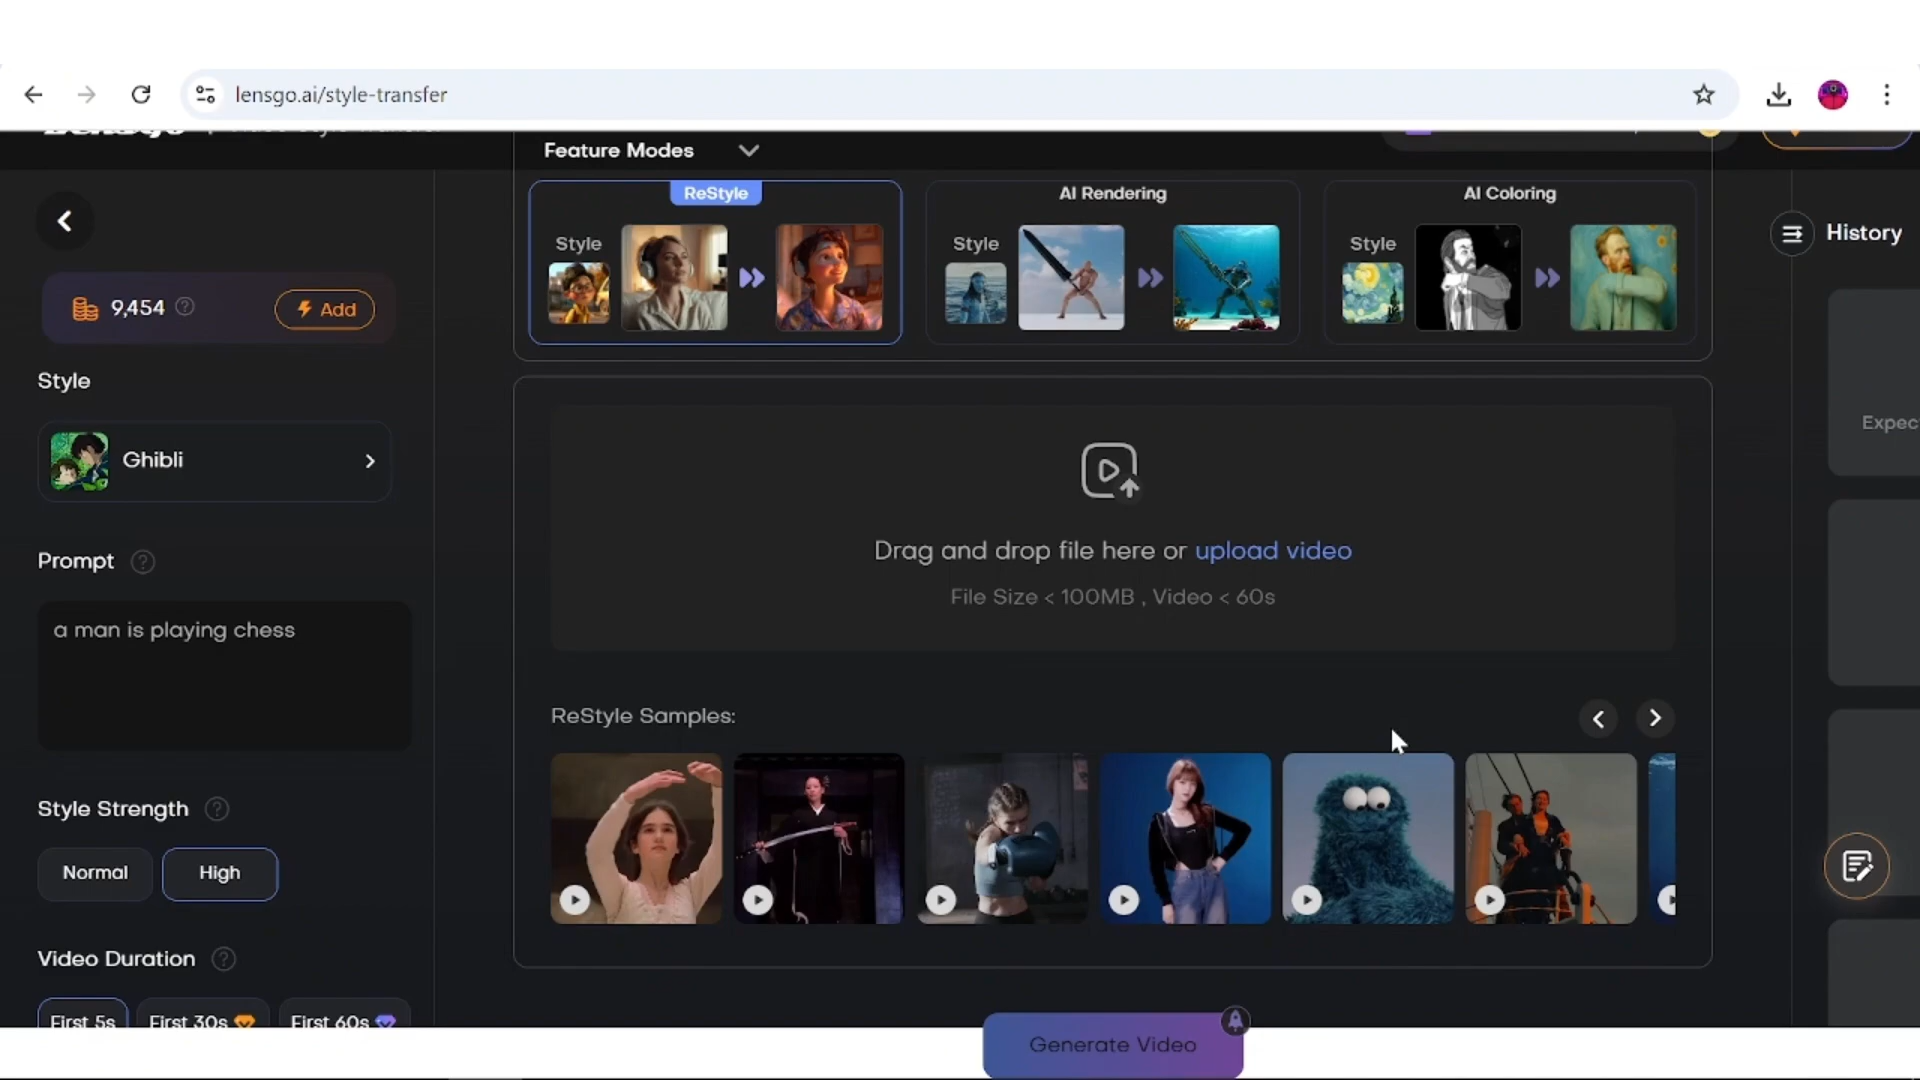 lensgo.ai/style-transfer
Feature Modes
ReStyle
AI Rendering
AI Coloring
Style
Style
Style
History
9,454
Add
Style
Ghibli
Expec
Drag and drop file here or upload video
File Size < 100MB , Video < 60s
Prompt
a man is playing chess
ReStyle Samples:
Style Strength
Normal
High
Video Duration
First 5s
First 30s
First 60s
Generate Video